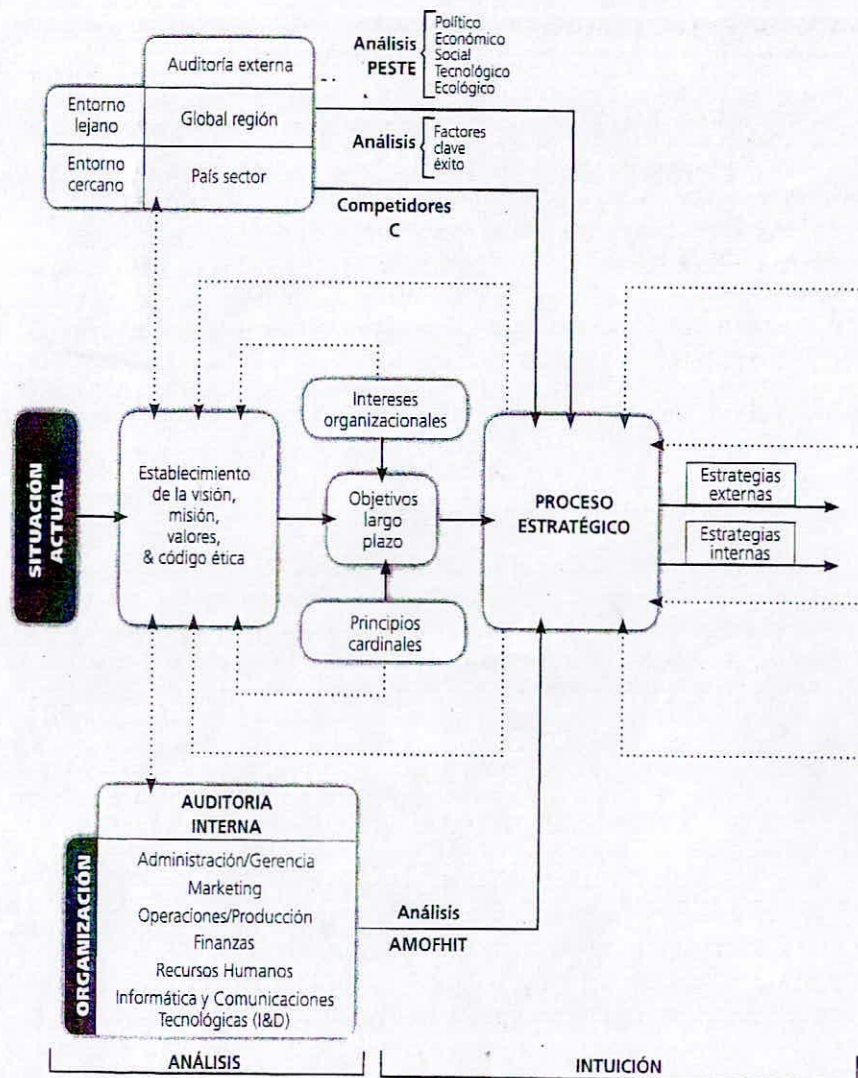 Auditoría externa
Entorno
lejano
Global región
Entorno
cercano
País sector
Análisis
PESTE
Político
Económico
Social
Tecnológico
Ecológico
Análisis
Factores
clave
éxito
Competidores
C
SITUACIÓN
ACTUAL
Establecimiento
de la visión,
misión,
valores,
& código ética
Intereses
organizacionales
Objetivos
largo
plazo
Principios
cardinales
PROCESO
ESTRATÉGICO
Estrategias
externas
Estrategias
internas
ORGANIZACIÓN
AUDITORIA
INTERNA
Administración/Gerencia
Marketing
Operaciones/Producción
Finanzas
Recursos Humanos
Informática y Comunicaciones
Tecnológicas (I&D)
Análisis
AMOFHIT
ANÁLISIS
INTUICIÓN